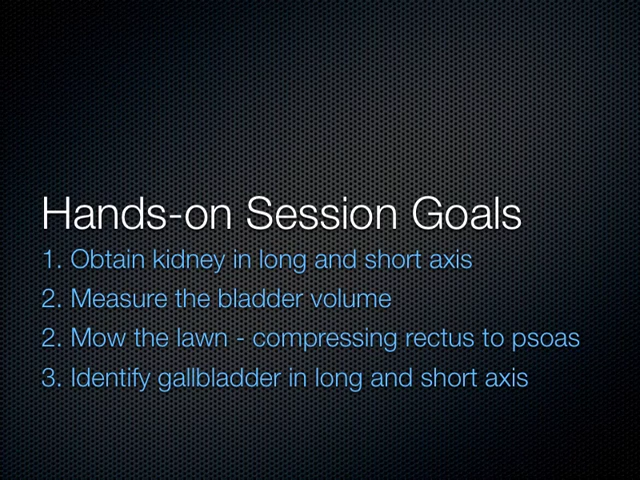 Hands-on Session Goals
1. Obtain kidney in long and short axis
2. Measure the bladder volume
2. Mow the lawn - compressing rectus to psoas
3. Identify gallbladder in long and short axis